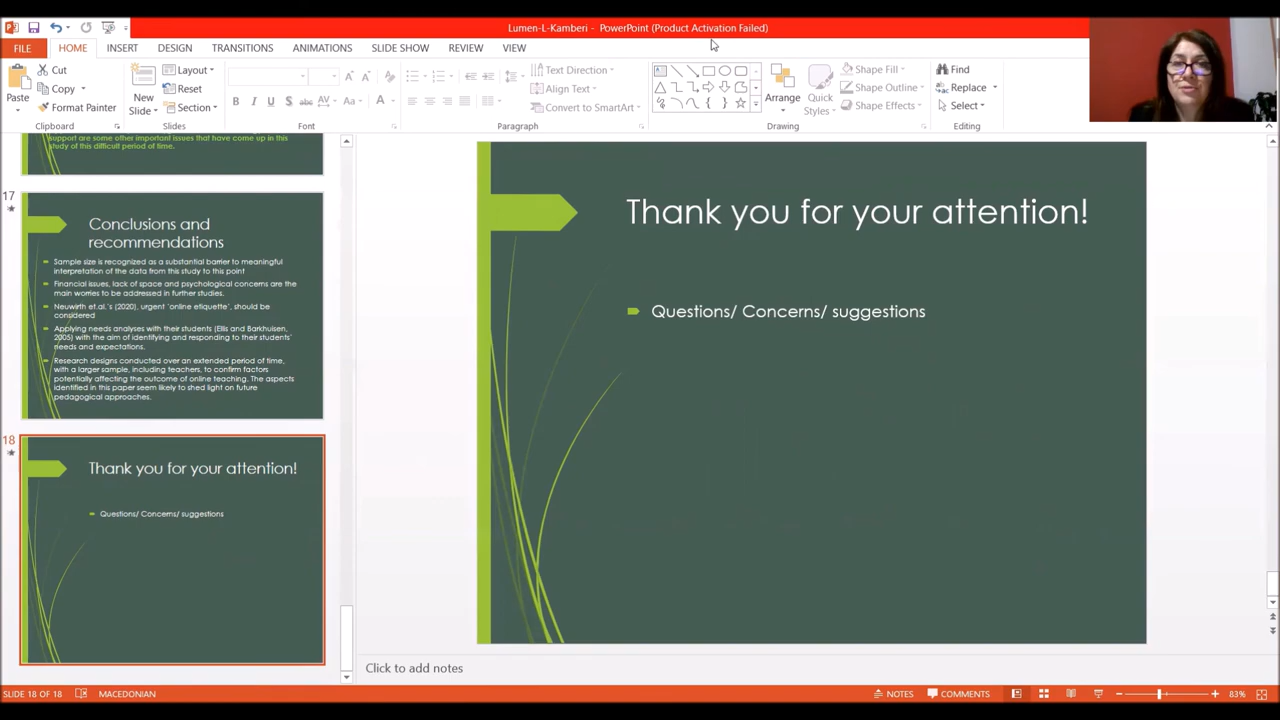 Lumen-L-Kamberi - PowerPoint (Product Activation Failed)
FILE HOME INSERT DESIGN TRANSITIONS ANIMATIONS SLIDE SHOW REVIEW VIEW
Paste
Cut
Copy
Format Painter
Clipboard
New
Slide
Layout
Reset
Section
Slides
B I U S abc AV Aa A
Font
Text Direction
Align Text
Convert to SmartArt
Paragraph
Arrange
Quick
Styles
Shape Fill
Shape Outline
Shape Effects
Drawing
Find
Replace
Select
Editing
support are some other important issues that have come up in this
study of this difficult period of time.
17
Conclusions and
recommendations
Sample size is recognized as a substantial barrier to meaningful
interpretation of the data from this study to this point
Financial issues, lack of space and psychological concerns are the
main worries to be addressed in further studies.
Neuwirth et.al.'s (2020), urgent 'online etiquette', should be
considered
Applying needs analyses with their students (Ellis and Barkhuisen,
2005) with the aim of identifying and responding to their students'
needs and expectations.
Research designs conducted over an extended period of time,
with a larger sample, including teachers, to confirm factors
potentially affecting the outcome of online teaching. The aspects
identified in this paper seem likely to shed light on future
pedagogical approaches.
18
Thank you for your attention!
Questions/ Concerns/ suggestions
Thank you for your attention!
Questions/ Concerns/ suggestions
Click to add notes
SLIDE 18 OF 18 MACEDONIAN NOTES COMMENTS 83%